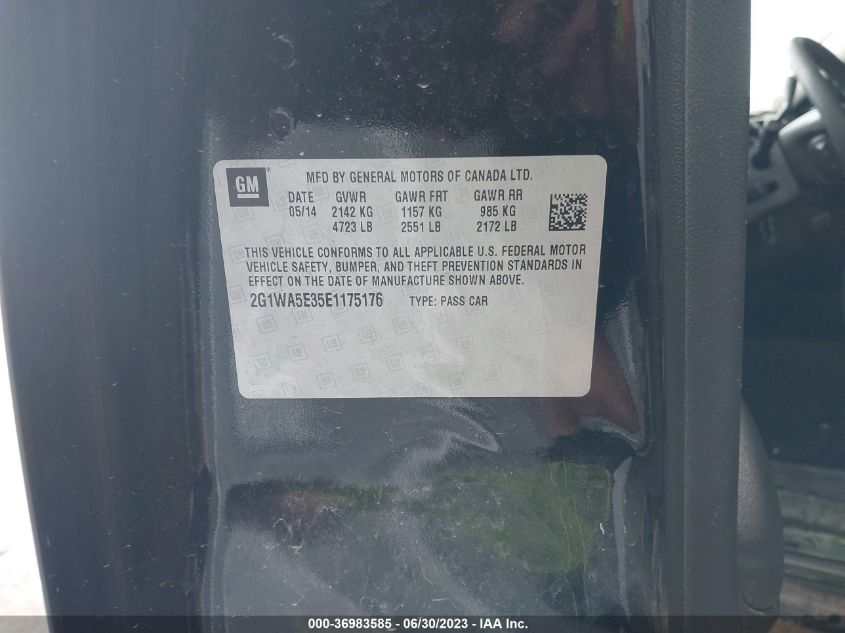 GM
MFD BY GENERAL MOTORS OF CANADA LTD.
DATE GVWR GAWR FRT GAWR RR
05/14 2142 KG 1157 KG 985 KG
4723 LB 2551 LB 2172 LB
THIS VEHICLE CONFORMS TO ALL APPLICABLE U.S. FEDERAL MOTOR
VEHICLE SAFETY, BUMPER, AND THEFT PREVENTION STANDARDS IN
EFFECT ON THE DATE OF MANUFACTURE SHOWN ABOVE.
2G1WA5E35E1175176 TYPE: PASS CAR
000-36983585 - 06/30/2023 - IAA Inc.